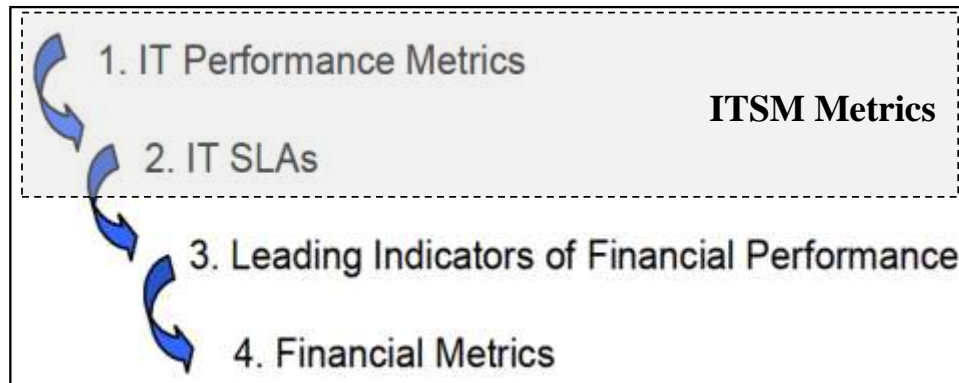 1. IT Performance Metrics
ITSM Metrics
2. IT SLAs
3. Leading Indicators of Financial Performance
4. Financial Metrics